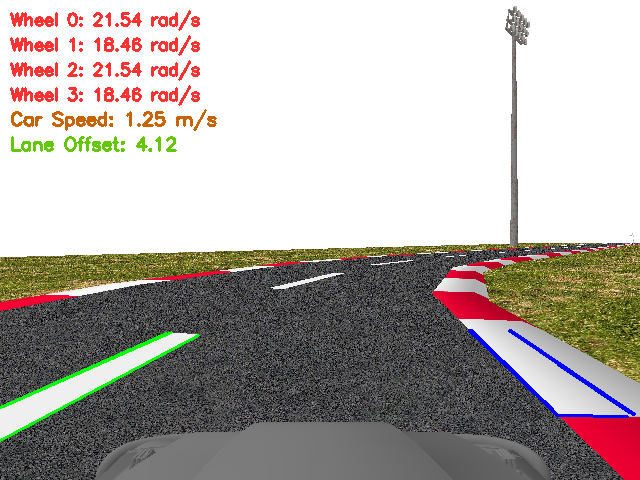 Wheel 0: 21.54 rad/s
Wheel 1: 18.46 rad/s
Wheel 2: 21.54 rad/s
Wheel 3: 18.46 rad/s
Car Speed: 1.25 m/s
Lane Offset: 4.12